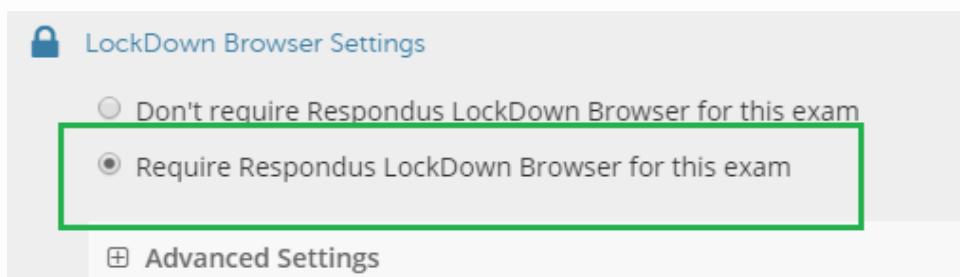 LockDown Browser Settings
Don't require Respondus LockDown Browser for this exam
Require Respondus LockDown Browser for this exam
Advanced Settings